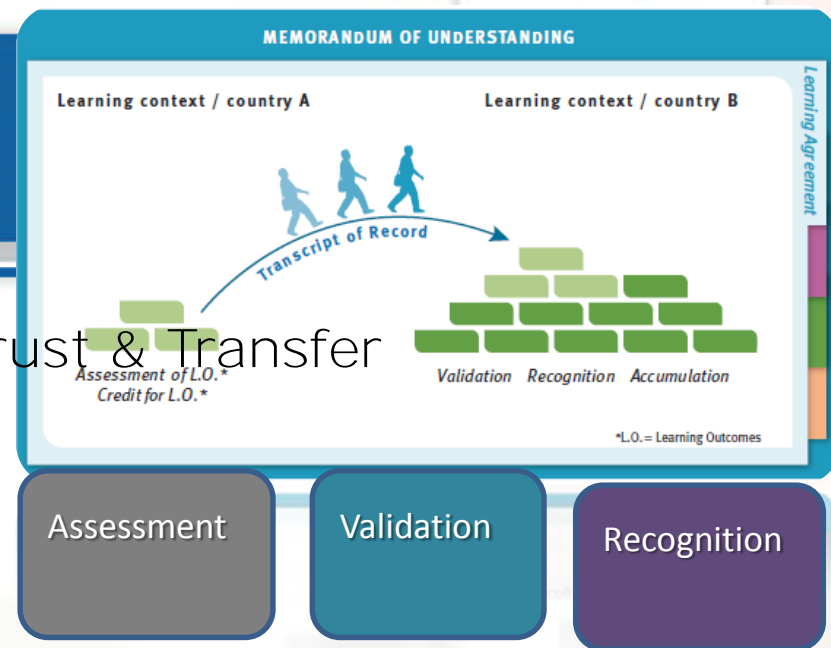 MEMORANDUM OF UNDERSTANDING
Learning context / country A
Learning context / country B
Learning Agreement
Transcript of Record
rust & Transfer
Assessment of L.O.*
Credit for L.O.*
Validation Recognition Accumulation
*L.O.= Learning Outcomes
Assessment
Validation
Recognition